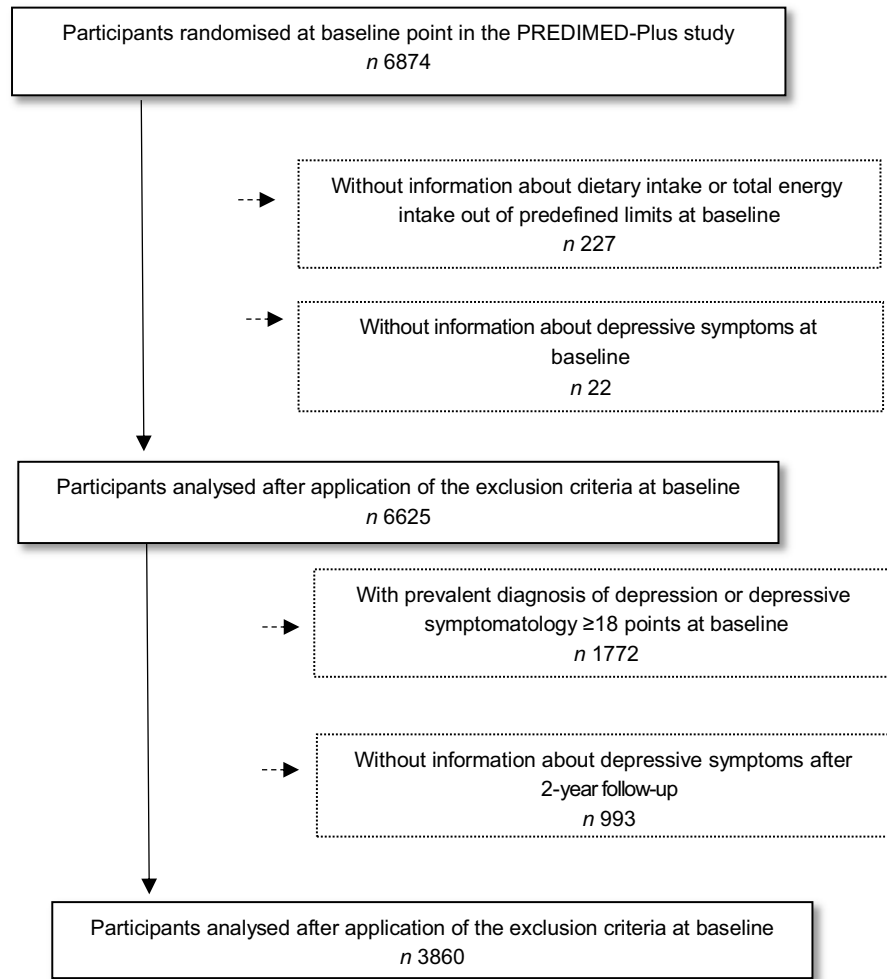 Participants randomised at baseline point in the PREDIMED-Plus study
n 6874
Without information about dietary intake or total energy
intake out of predefined limits at baseline
n 227
Without information about depressive symptoms at
baseline
n 22
Participants analysed after application of the exclusion criteria at baseline
n 6625
With prevalent diagnosis of depression or depressive
symptomatology ≥18 points at baseline
n 1772
Without information about depressive symptoms after
2-year follow-up
n 993
Participants analysed after application of the exclusion criteria at baseline
n 3860